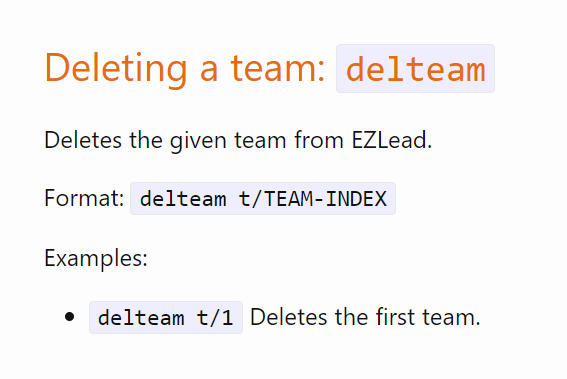 Deleting a team: delteam
Deletes the given team from EZLead.
Format: delteam t/TEAM-INDEX
Examples:
• delteam t/1 Deletes the first team.